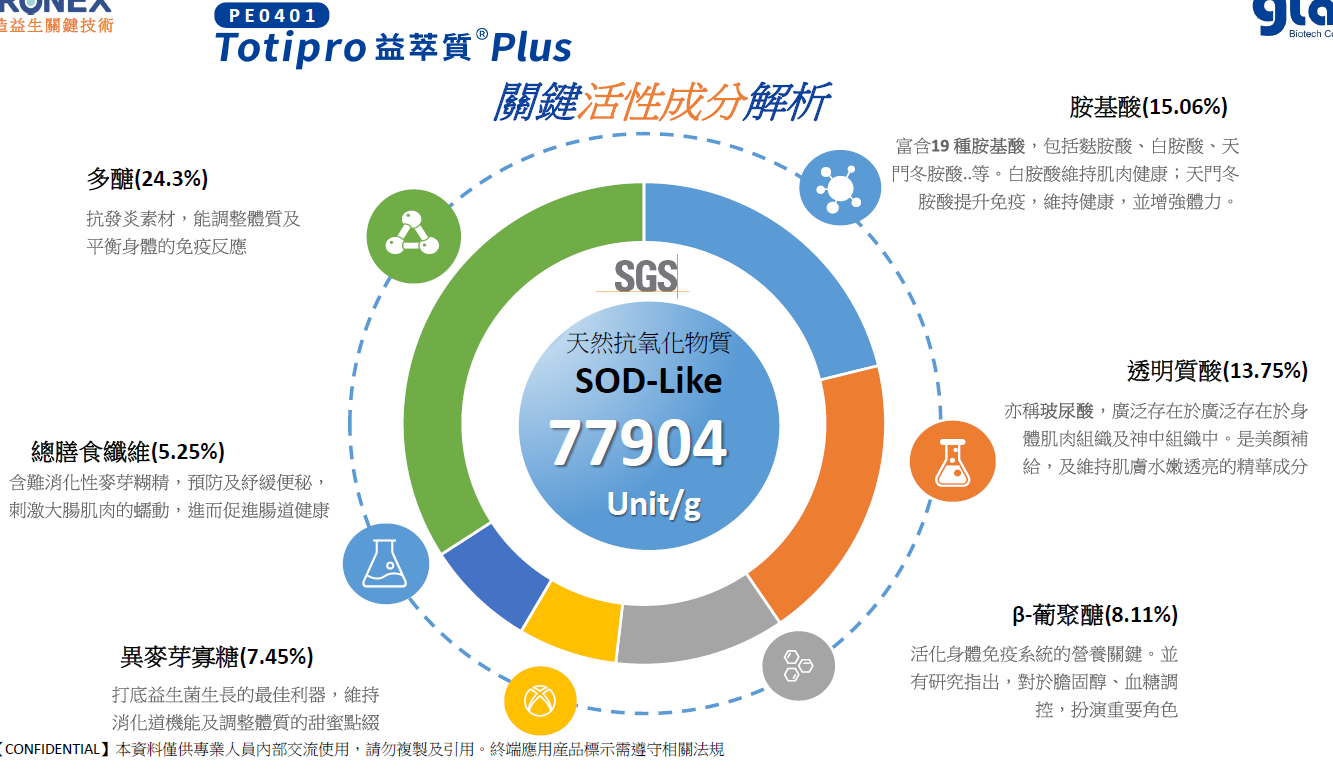 RONEX
造益生關鍵技術
PE0401
Totipro 益萃質® Plus
gla
Biotech Co
關鍵活性成分解析
胺基酸(15.06%)
富含19 種胺基酸，包括麩胺酸、白胺酸、天
門冬胺酸..等。白胺酸維持肌肉健康；天門冬
胺酸提升免疫，維持健康，並增強體力。
多醣(24.3%)
抗發炎素材，能調整體質及
平衡身體的免疫反應
SGS
天然抗氧化物質
SOD-Like
77904
Unit/g
透明質酸(13.75%)
亦稱玻尿酸，廣泛存在於廣泛存在於身
體肌肉組織及神中組織中。是美顏補
給，及維持肌膚水嫩透亮的精華成分
總膳食纖維(5.25%)
含難消化性麥芽糊精，預防及紓緩便秘，
刺激大腸肌肉的蠕動，進而促進腸道健康
β-葡聚醣(8.11%)
活化身體免疫系統的營養關鍵。並
有研究指出，對於膽固醇、血糖調
控，扮演重要角色
異麥芽寡糖(7.45%)
打底益生菌生長的最佳利器，維持
消化道機能及調整體質的甜蜜點綴
【CONFIDENTIAL】本資料僅供專業人員內部交流使用，請勿複製及引用。終端應用產品標示需遵守相關法規